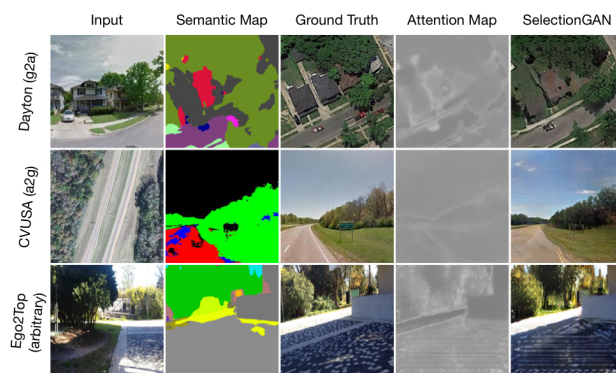 Input Semantic Map Ground Truth Attention Map SelectionGAN
Dayton (g2a)
CVUSA (a2g)
Ego2Top
(arbitrary)